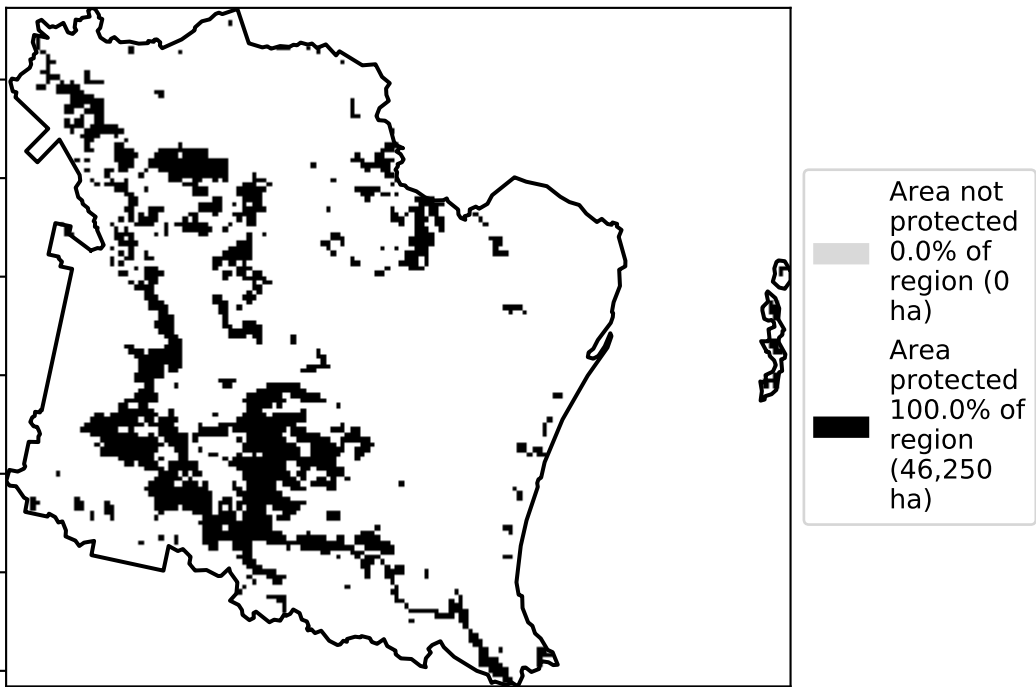 Area not
protected
0.0% of
region (0
ha)
Area
protected
100.0% of
region
(46,250
ha)